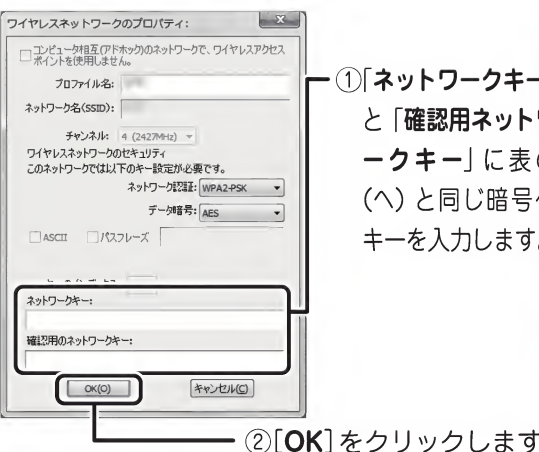 ワイヤレスネットワークのプロパティ:
コンピュータ相互(アドホック)のネットワークで、ワイヤレスアクセス
ポイントを使用しません。
プロファイル名:
ネットワーク名(SSID):
チャンネル: 4 (2427MHz)
ワイヤレスネットワークのセキュリティ
このネットワークでは以下のキー設定が必要です。
ネットワーク認証: WPA2-PSK
データ暗号: AES
ASCII パスフレーズ
ネットワークキー:
確認用のネットワークキー:
OK(O) キャンセル(C)
①「ネットワークキー
と「確認用ネット
ークキー」に表
(ヘ)と同じ暗号
キーを入力します。
②[OK]をクリックします